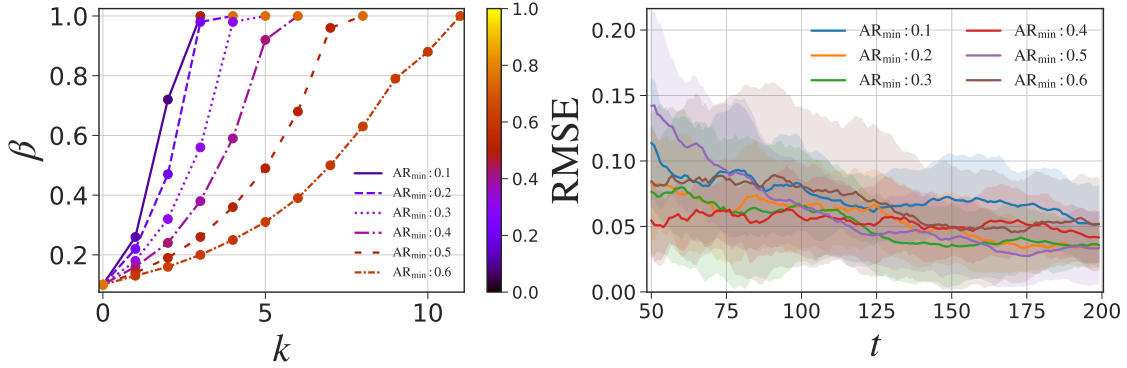 β
1.0
0.8
0.6
0.4
0.2
0
5
10
k
AR_min: 0.1
AR_min: 0.2
AR_min: 0.3
AR_min: 0.4
AR_min: 0.5
AR_min: 0.6
1.0
0.8
0.6
0.4
0.2
0.0
RMSE
0.20
0.15
0.10
0.05
0.00
50
75
100
125
150
175
200
t
AR_min: 0.1
AR_min: 0.2
AR_min: 0.3
AR_min: 0.4
AR_min: 0.5
AR_min: 0.6